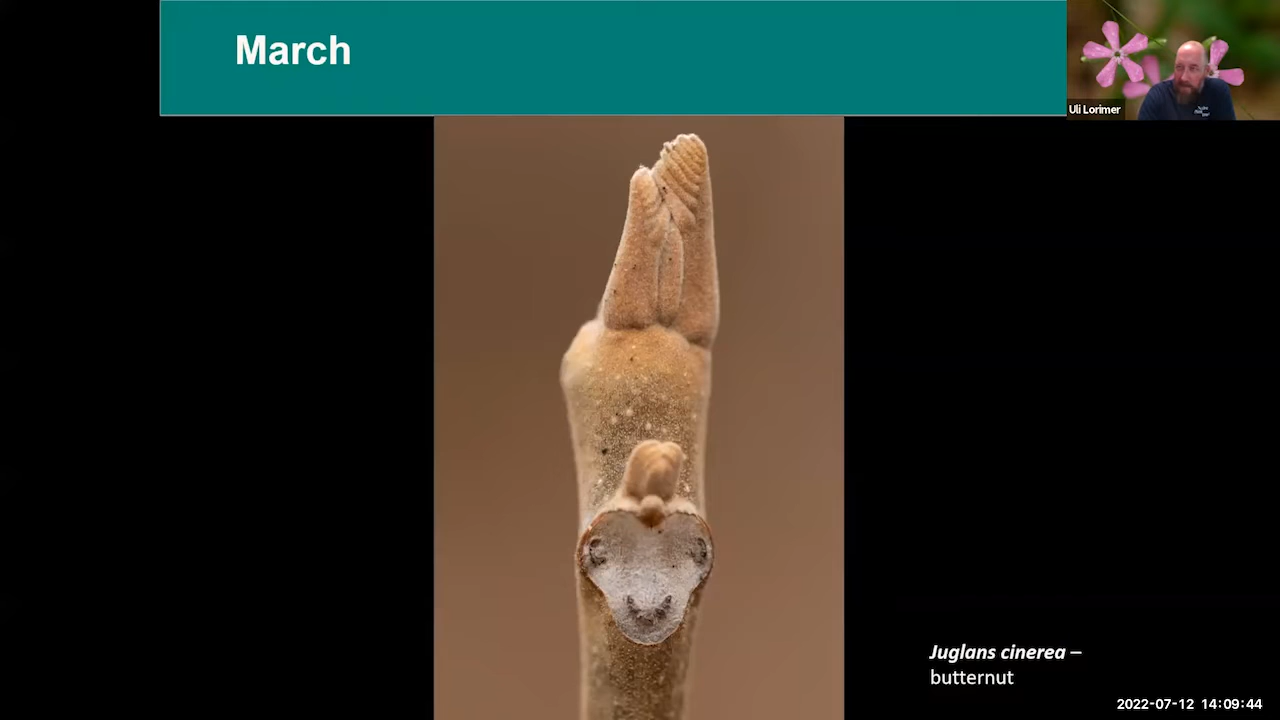 March
Uli Lorimer
Juglans cinerea –
butternut
2022-07-12 14:09:44